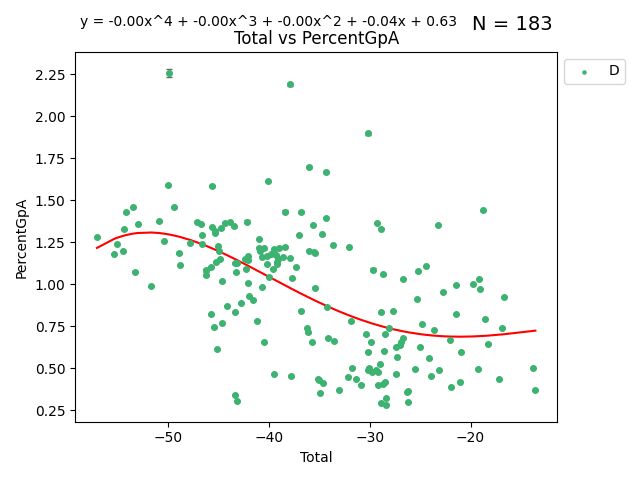 y = -0.00x^4 + -0.00x^3 + -0.00x^2 + -0.04x + 0.63
N = 183
Total vs PercentGpA
D
PercentGpA
2.25
2.00
1.75
1.50
1.25
1.00
0.75
0.50
0.25
−50
−40
−30
−20
Total